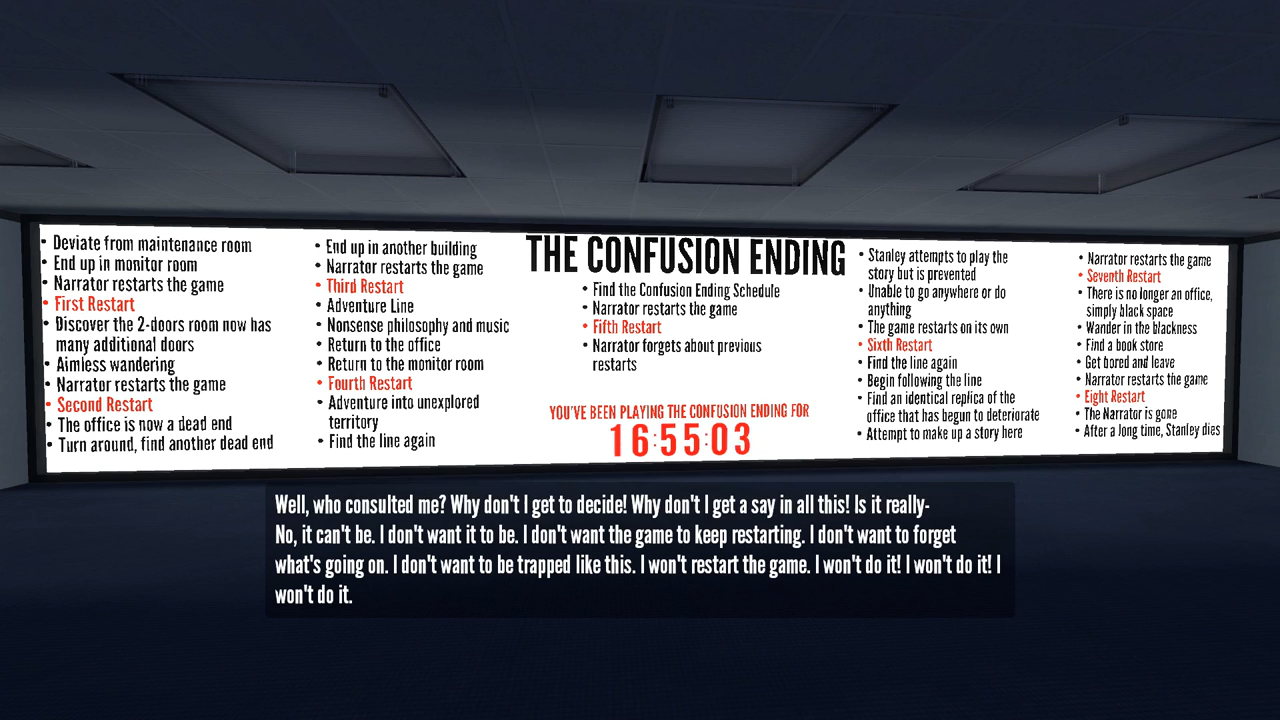 • Deviate from maintenance room
• End up in monitor room
• Narrator restarts the game
• First Restart
• Discover the 2-doors room now has
many additional doors
• Aimless wandering
• Narrator restarts the game
• Second Restart
• The office is now a dead end
• Turn around, find another dead end
• End up in another building
• Narrator restarts the game
• Third Restart
• Adventure Line
• Nonsense philosophy and music
• Return to the office
• Return to the monitor room
• Fourth Restart
• Adventure into unexplored
territory
• Find the line again
THE CONFUSION ENDING
• Find the Confusion Ending Schedule
• Narrator restarts the game
• Fifth Restart
• Narrator forgets about previous
restarts
YOU'VE BEEN PLAYING THE CONFUSION ENDING FOR
16:55:03
• Stanley attempts to play the
story but is prevented
• Unable to go anywhere or do
anything
• The game restarts on its own
• Sixth Restart
• Find the line again
• Begin following the line
• Find an identical replica of the
office that has begun to deteriorate
• Attempt to make up a story here
• Narrator restarts the game
• Seventh Restart
• There is no longer an office,
simply black space
• Wander in the blackness
• Find a book store
• Get bored and leave
• Narrator restarts the game
• Eight Restart
• The Narrator is gone
• After a long time, Stanley dies
Well, who consulted me? Why don't I get to decide! Why don't I get a say in all this! Is it really-
No, it can't be. I don't want it to be. I don't want the game to keep restarting. I don't want to forget
what's going on. I don't want to be trapped like this. I won't restart the game. I won't do it! I won't do it! I
won't do it.